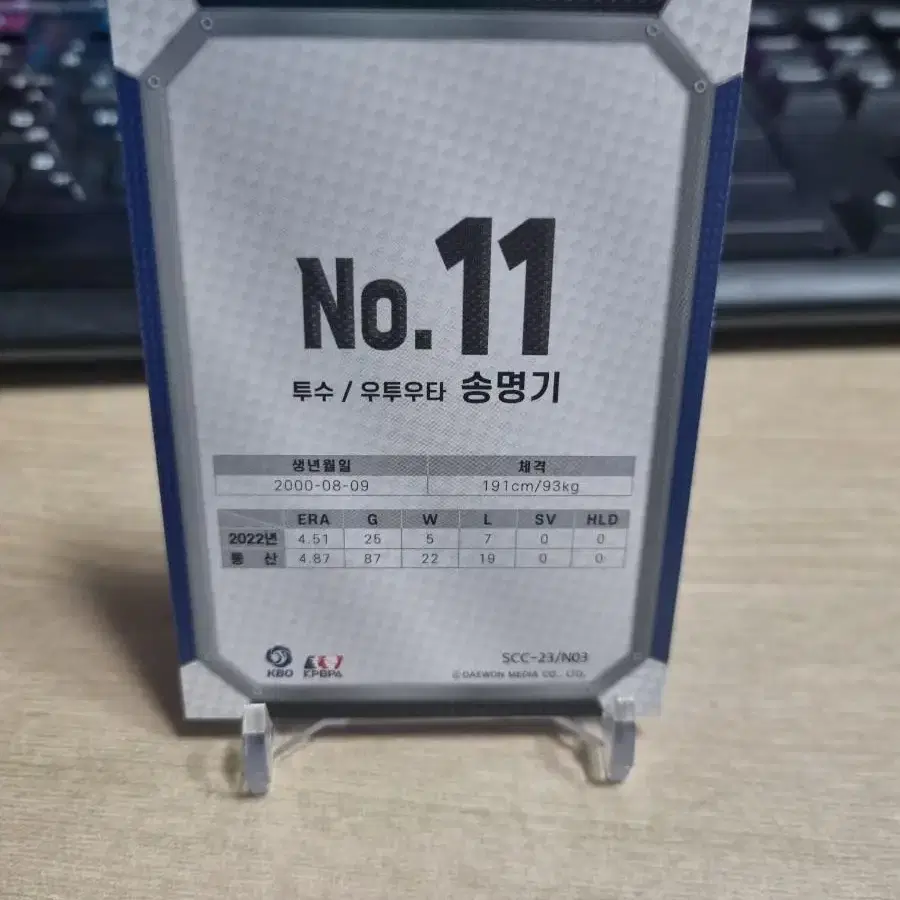 No.11
투수 / 우투우타 송명기
생년월일 체격
2000-08-09 191cm/93kg
ERA G W L SV HLD
2022년 4.51 25 5 7 0 0
통 산 4.87 87 22 19 0 0
KBO KPBPA SCC-23/N03
©DAEWON MEDIA CO., LTD.